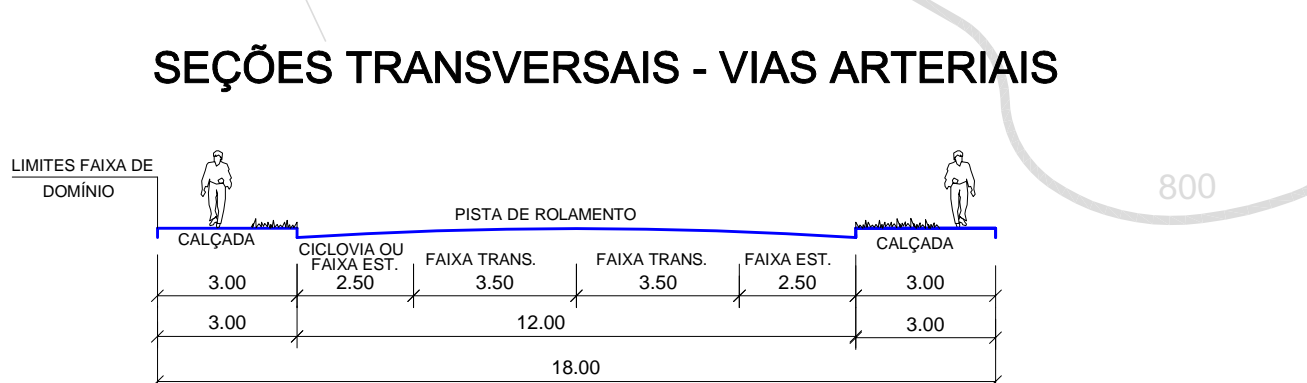 SEÇÕES TRANSVERSAIS - VIAS ARTERIAIS
LIMITES FAIXA DE
DOMÍNIO
800
PISTA DE ROLAMENTO
CALÇADA
CICLOVIA OU
FAIXA EST.
FAIXA TRANS.
FAIXA TRANS.
FAIXA EST.
CALÇADA
3.00 2.50 3.50 3.50 2.50 3.00
3.00 12.00 3.00
18.00